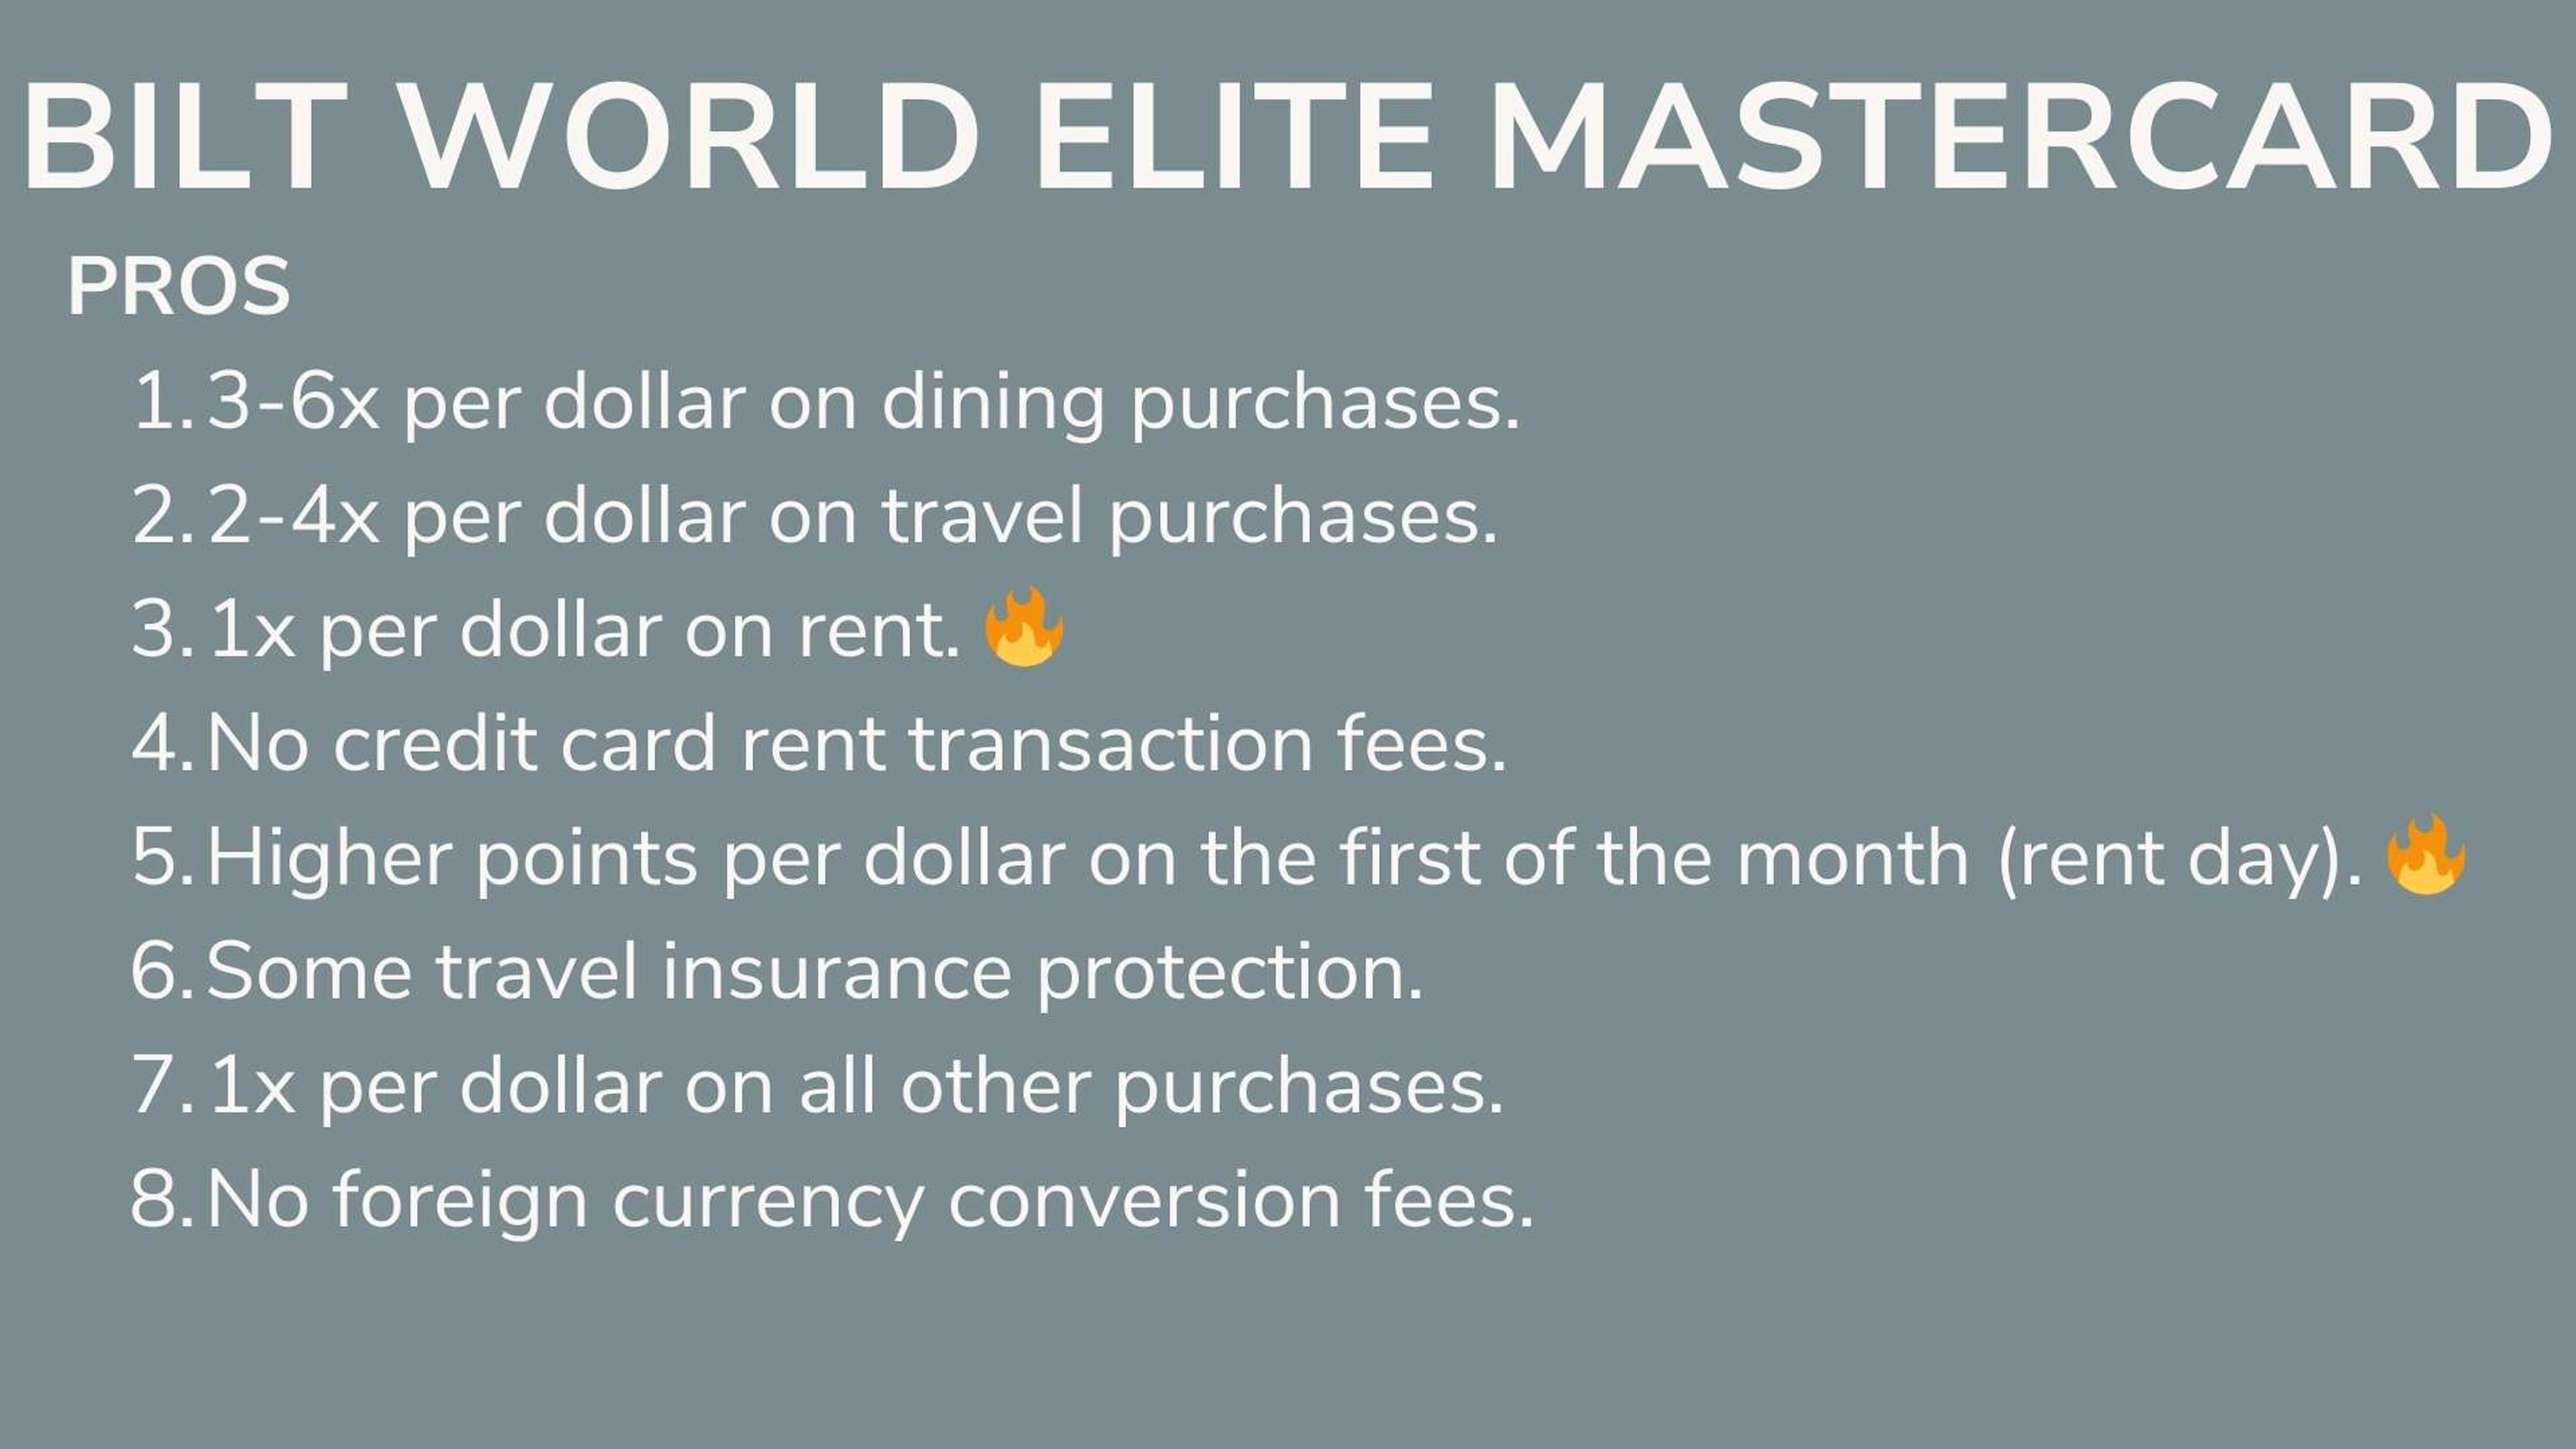 BILT WORLD ELITE MASTERCARD
PROS
1. 3-6x per dollar on dining purchases.
2. 2-4x per dollar on travel purchases.
3. 1x per dollar on rent. 🔥
4. No credit card rent transaction fees.
5. Higher points per dollar on the first of the month (rent day). 🔥
6. Some travel insurance protection.
7. 1x per dollar on all other purchases.
8. No foreign currency conversion fees.